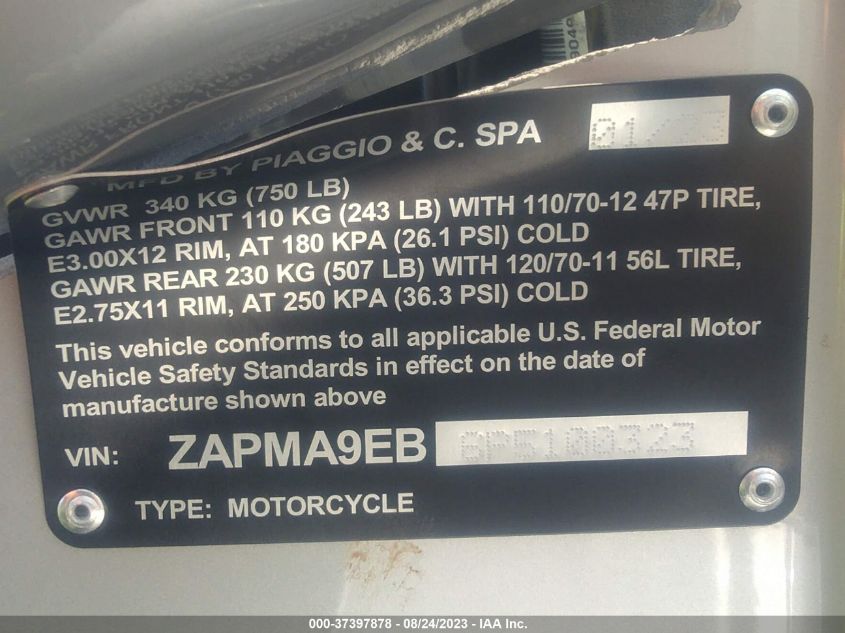 MFD BY PIAGGIO & C. SPA 01/23
GVWR 340 KG (750 LB)
GAWR FRONT 110 KG (243 LB) WITH 110/70-12 47P TIRE,
E3.00X12 RIM, AT 180 KPA (26.1 PSI) COLD
GAWR REAR 230 KG (507 LB) WITH 120/70-11 56L TIRE,
E2.75X11 RIM, AT 250 KPA (36.3 PSI) COLD
This vehicle conforms to all applicable U.S. Federal Motor
Vehicle Safety Standards in effect on the date of
manufacture shown above
VIN: ZAPMA9EB 6P5100323
TYPE: MOTORCYCLE
000-37397878 - 08/24/2023 - IAA Inc.